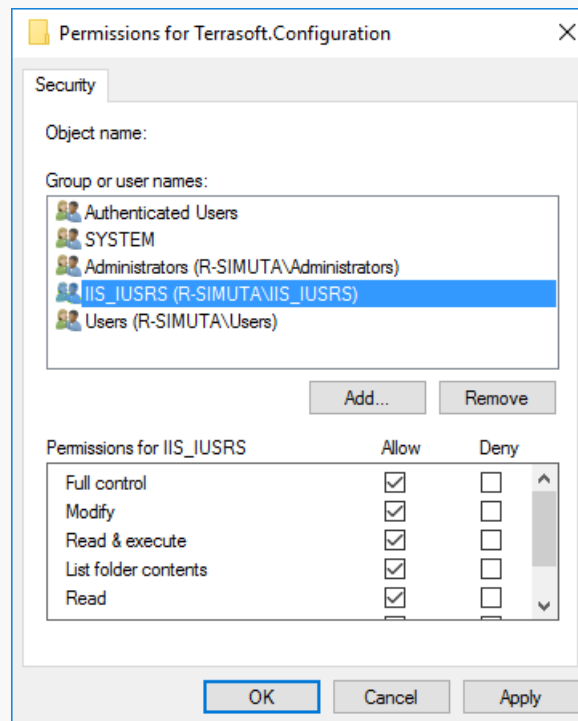 Permissions for Terrasoft.Configuration
Security
Object name:
Group or user names:
Authenticated Users
SYSTEM
Administrators (R-SIMUTA\Administrators)
IIS_IUSRS (R-SIMUTA\IIS_IUSRS)
Users (R-SIMUTA\Users)
Add... Remove
Permissions for IIS_IUSRS Allow Deny
Full control
Modify
Read & execute
List folder contents
Read
OK Cancel Apply